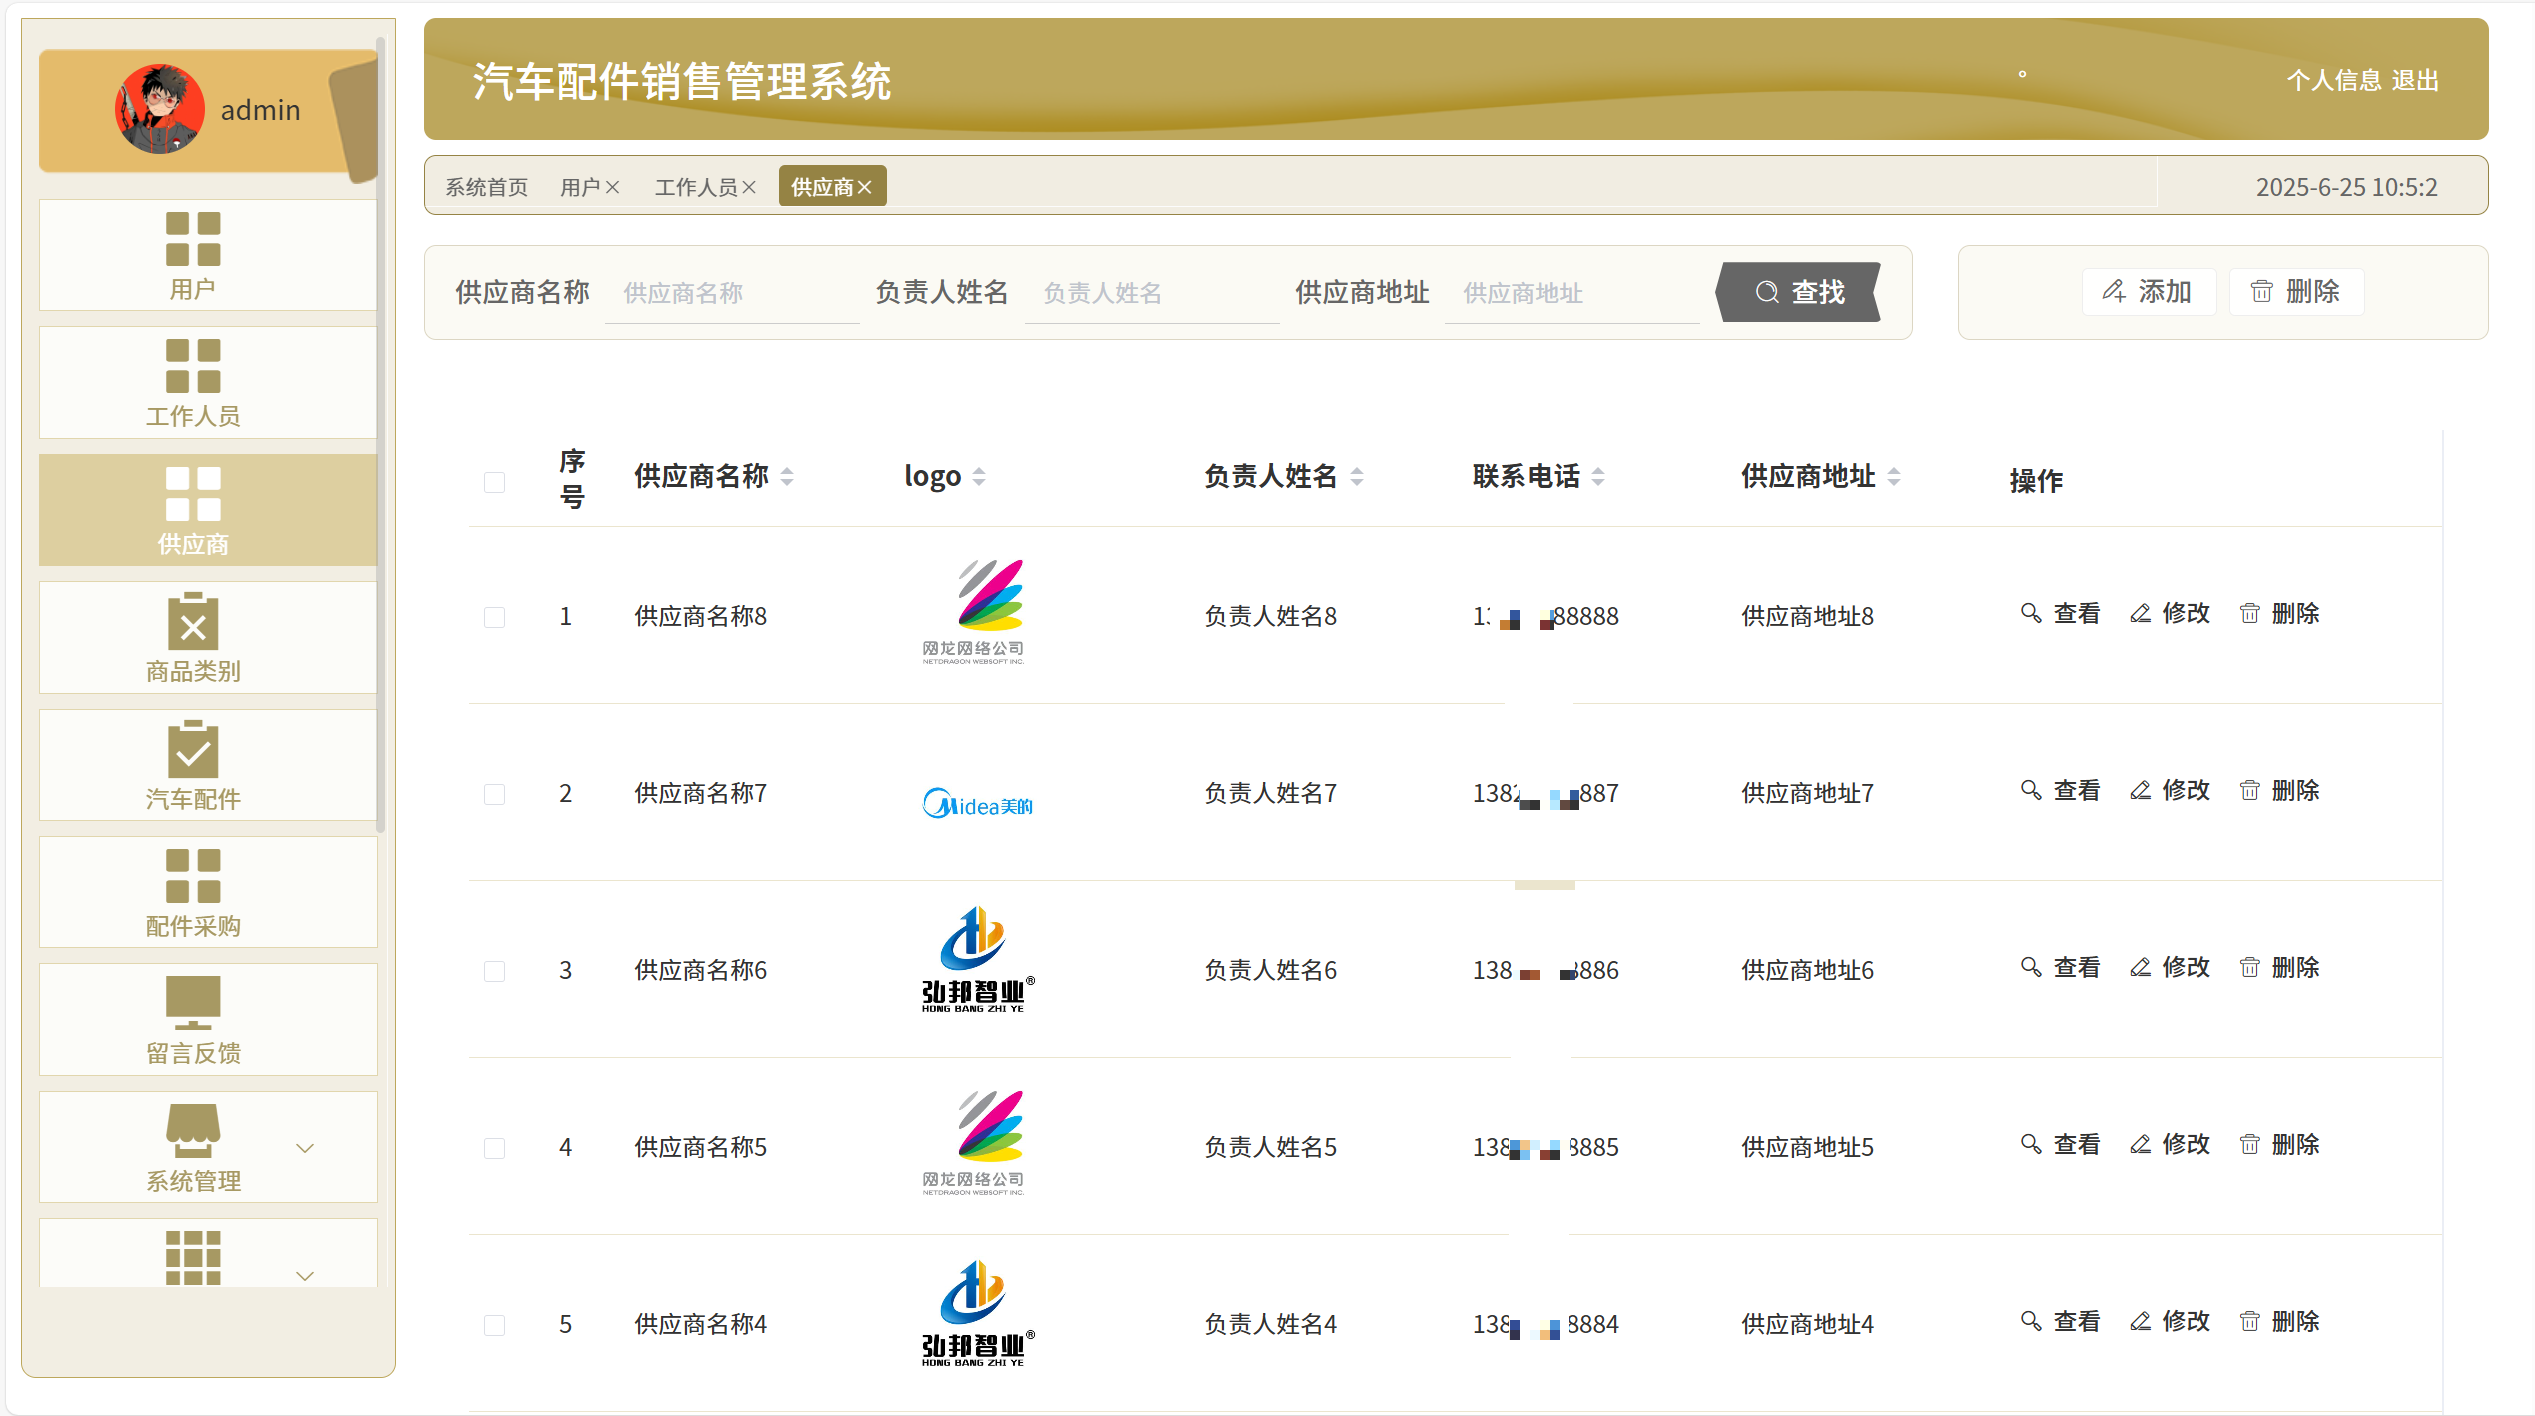 admin
用户
工作人员
供应商
商品类别
汽车配件
配件采购
留言反馈
系统管理
汽车配件销售管理系统
个人信息 退出
系统首页 用户 工作人员 供应商 2025-6-25 10:5:2
供应商名称 供应商名称 负责人姓名 负责人姓名 供应商地址 供应商地址 查找 添加 删除
序号 供应商名称 logo 负责人姓名 联系电话 供应商地址 操作
1 供应商名称8 网龙网络公司 NETDRAGON WEBSOFT INC. 负责人姓名8 88888 供应商地址8 查看 修改 删除
2 供应商名称7 Midea美的 负责人姓名7 138 887 供应商地址7 查看 修改 删除
3 供应商名称6 弘邦智业® HONG BANG ZHI YE 负责人姓名6 138 886 供应商地址6 查看 修改 删除
4 供应商名称5 网龙网络公司 NETDRAGON WEBSOFT INC. 负责人姓名5 138 8885 供应商地址5 查看 修改 删除
5 供应商名称4 弘邦智业® HONG BANG ZHI YE 负责人姓名4 138 8884 供应商地址4 查看 修改 删除